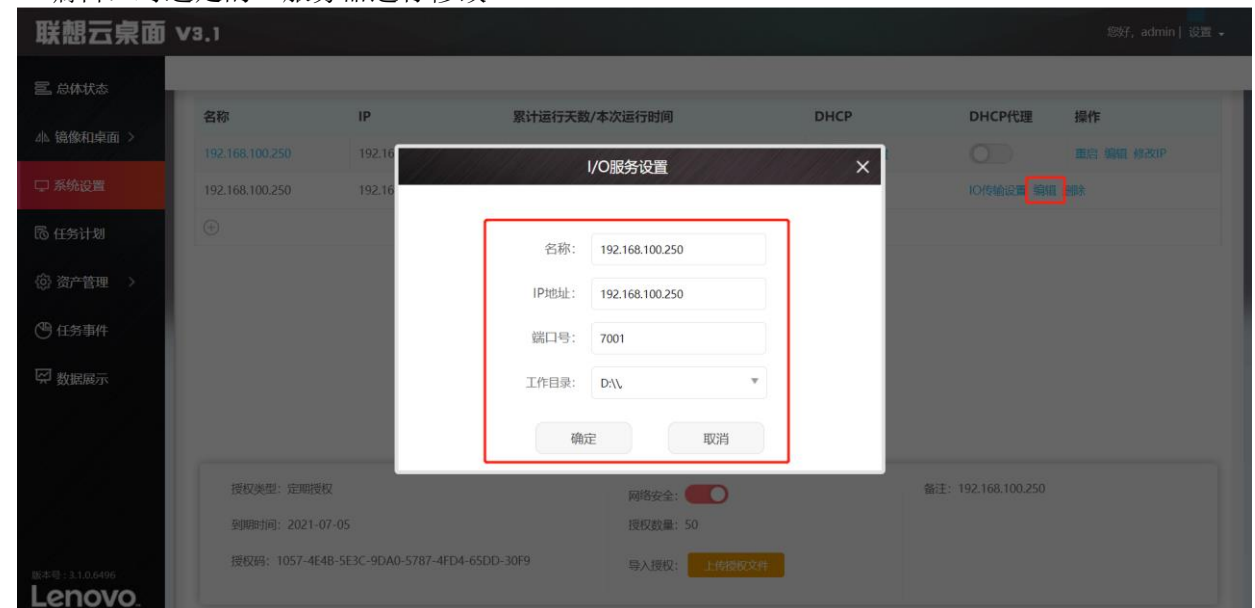 联想云桌面 V3.1
您好，admin | 设置
总体状态
镜像和桌面
系统设置
任务计划
资产管理
任务事件
数据展示
名称 IP 累计运行天数/本次运行时间 DHCP DHCP代理 操作
192.168.100.250 192.16 重启 编辑 修改IP
192.168.100.250 192.16 IO传输设置 编辑 删除
I/O服务设置
名称： 192.168.100.250
IP地址： 192.168.100.250
端口号： 7001
工作目录： D:\\,
确定 取消
授权类型：定期授权 网络安全： 备注：192.168.100.250
到期时间：2021-07-05 授权数量：50
授权码：1057-4E4B-5E3C-9DA0-5787-4FD4-65DD-30F9 导入授权： 上传授权文件
版本号：3.1.0.6496
Lenovo